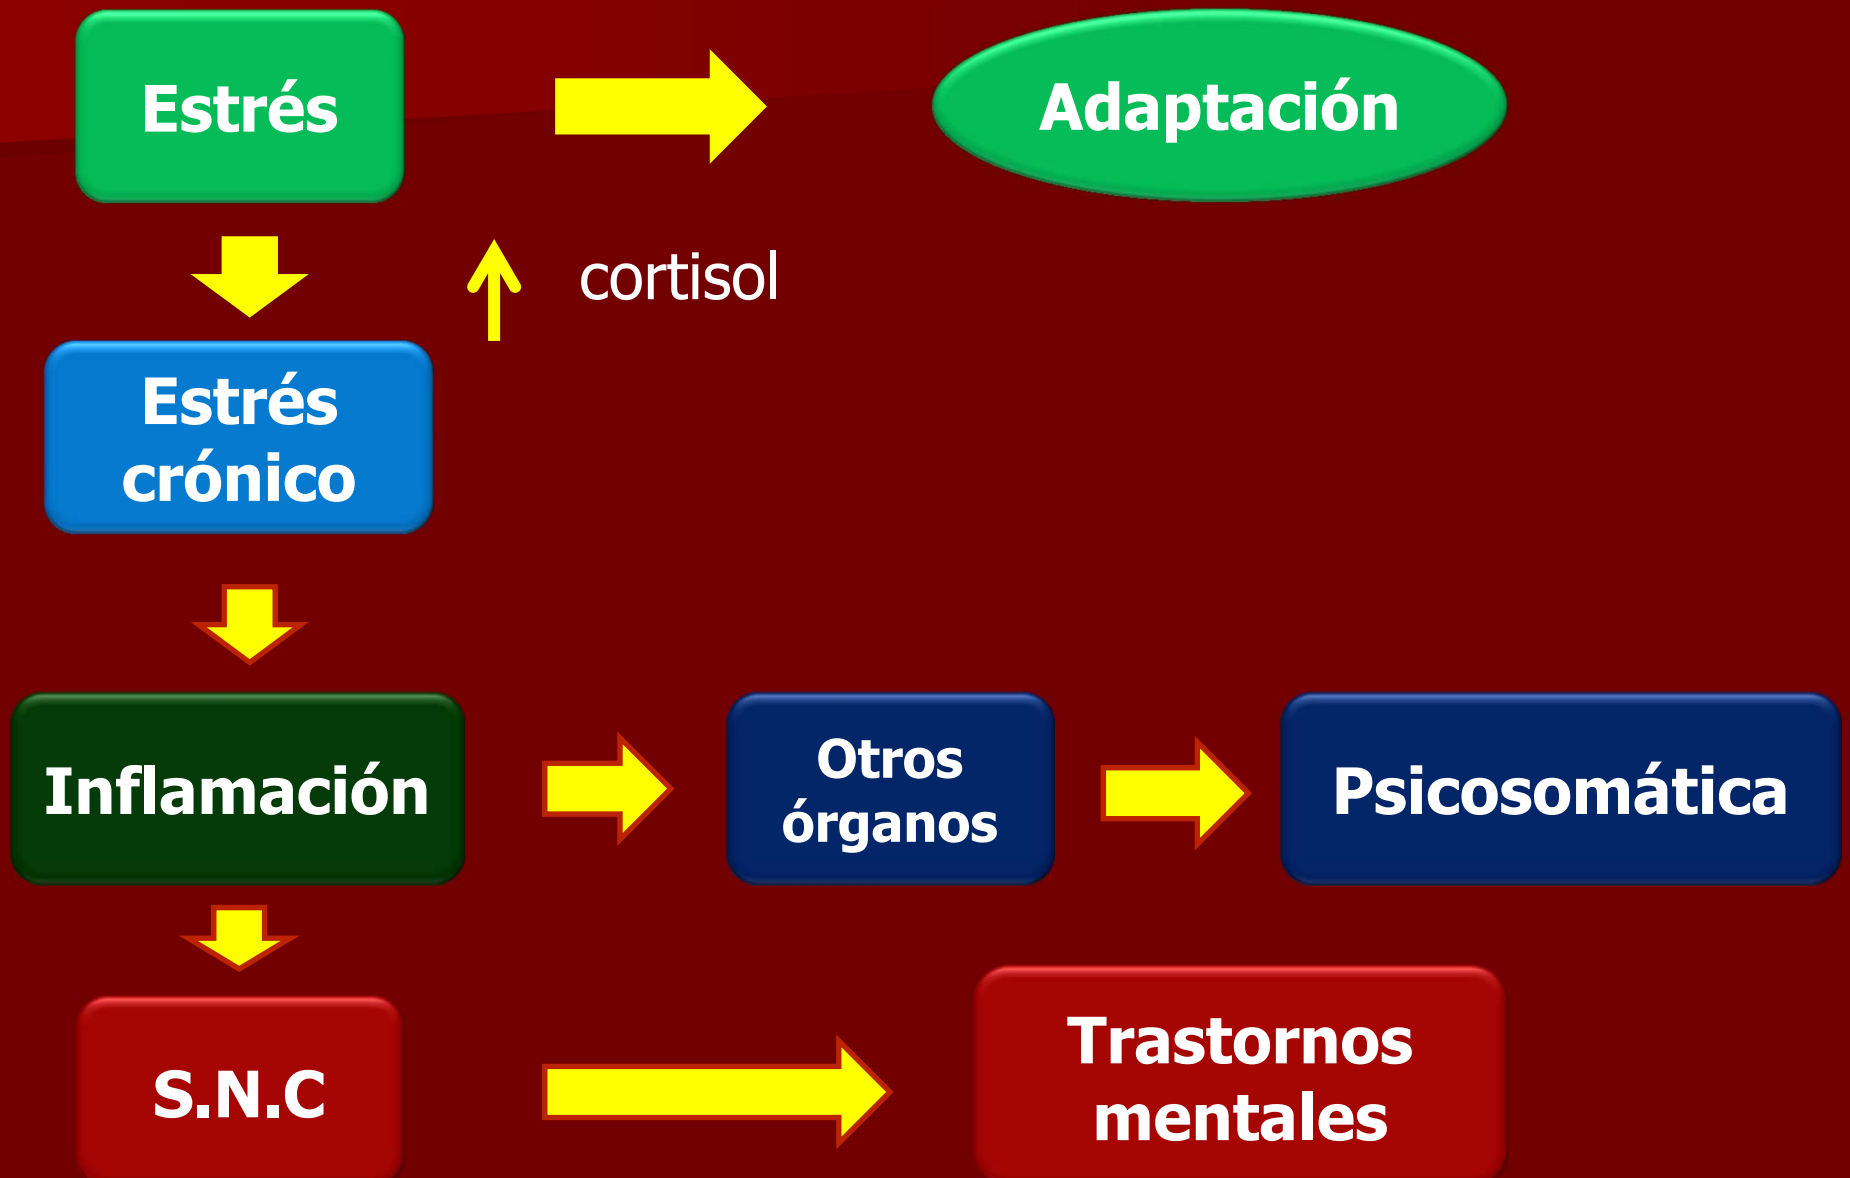 Estrés
Adaptación
cortisol
Estrés
crónico
Inflamación
Otros
órganos
Psicosomática
S.N.C
Trastornos
mentales